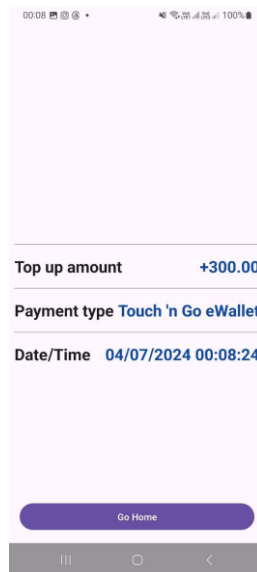 00:08 100%
Top up amount +300.00
Payment type Touch 'n Go eWallet
Date/Time 04/07/2024 00:08:24
Go Home